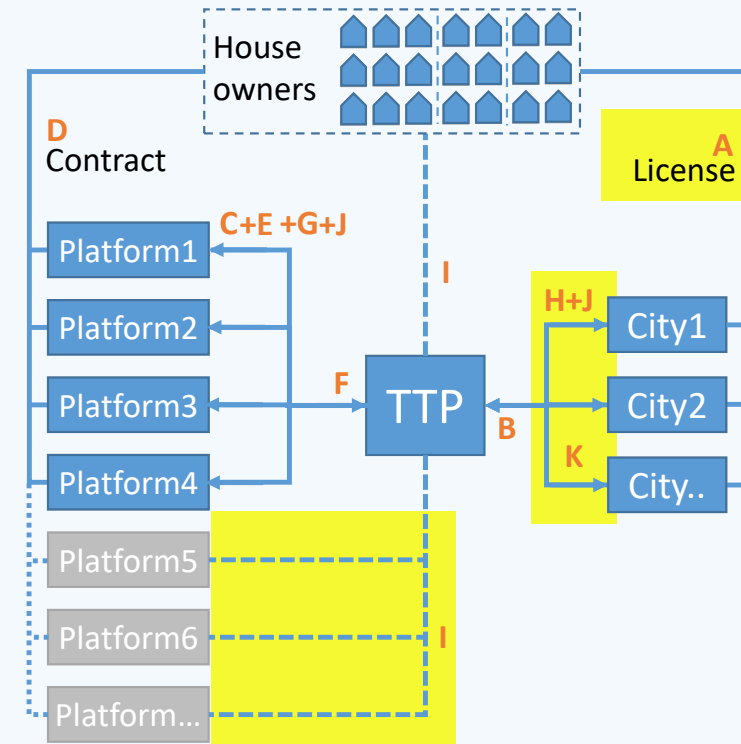 House
owners
D
Contract
A
License
C+E +G+J
Platform1
Platform2
Platform3
Platform4
Platform5
Platform6
Platform...
I
F
TTP
B
I
H+J
K
City1
City2
City..